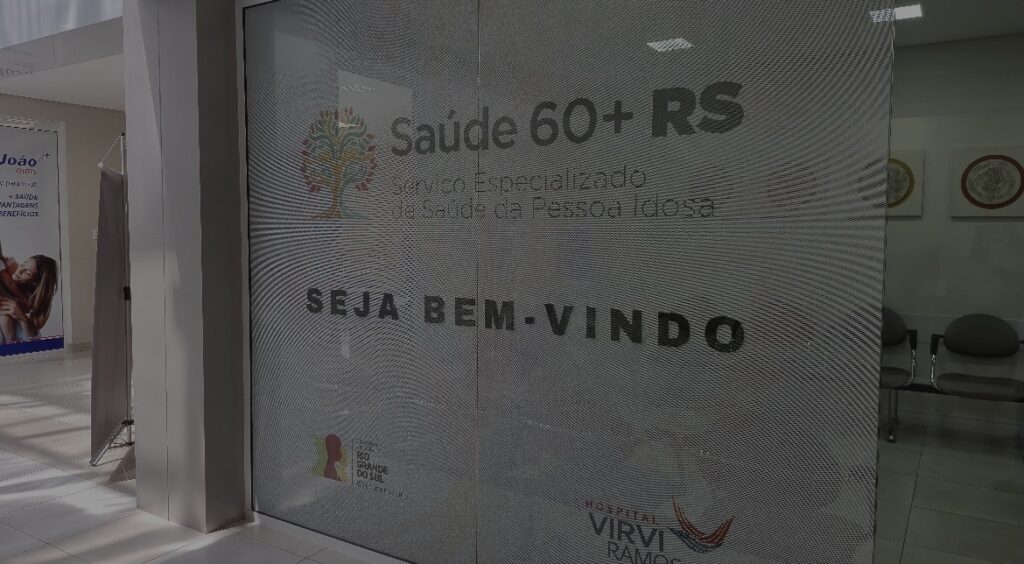 João
+ SAÚDE
VANTAGENS
BENEFÍCIOS
Saúde 60+ RS
Serviço Especializado
de Saúde da Pessoa Idosa
SEJA BEM-VINDO
RIO
GRANDE
DO SUL
HOSPITAL
VIRVI
RAMOS